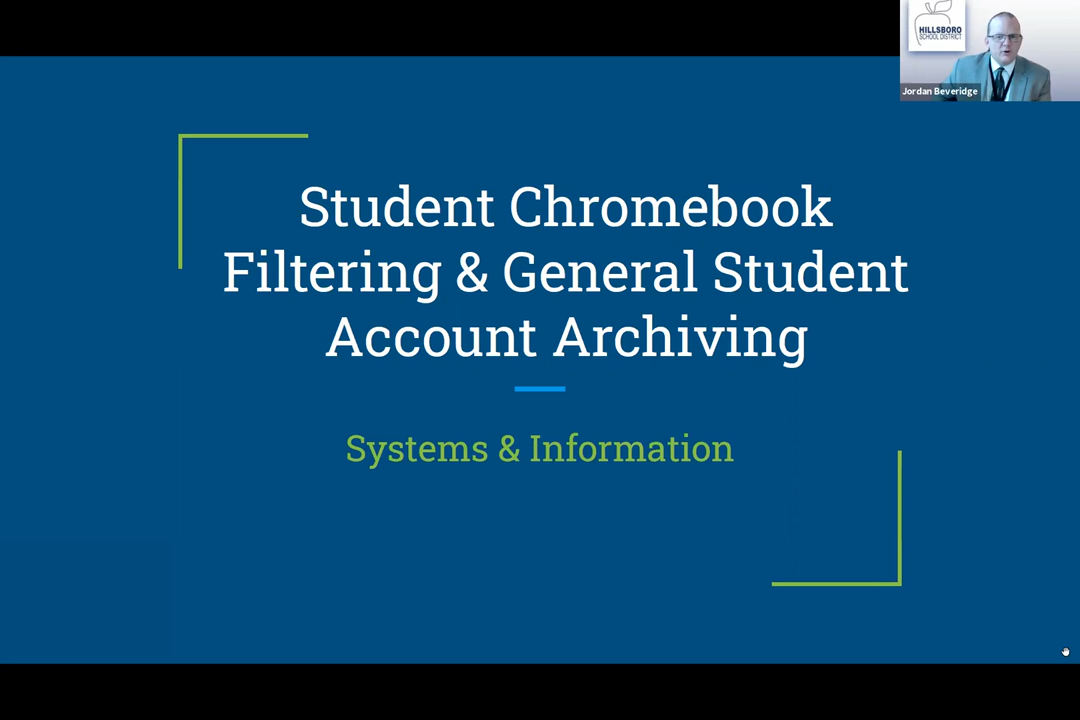 HILLSBORO
SCHOOL DISTRICT
Jordan Beveridge
Student Chromebook
Filtering & General Student
Account Archiving
Systems & Information